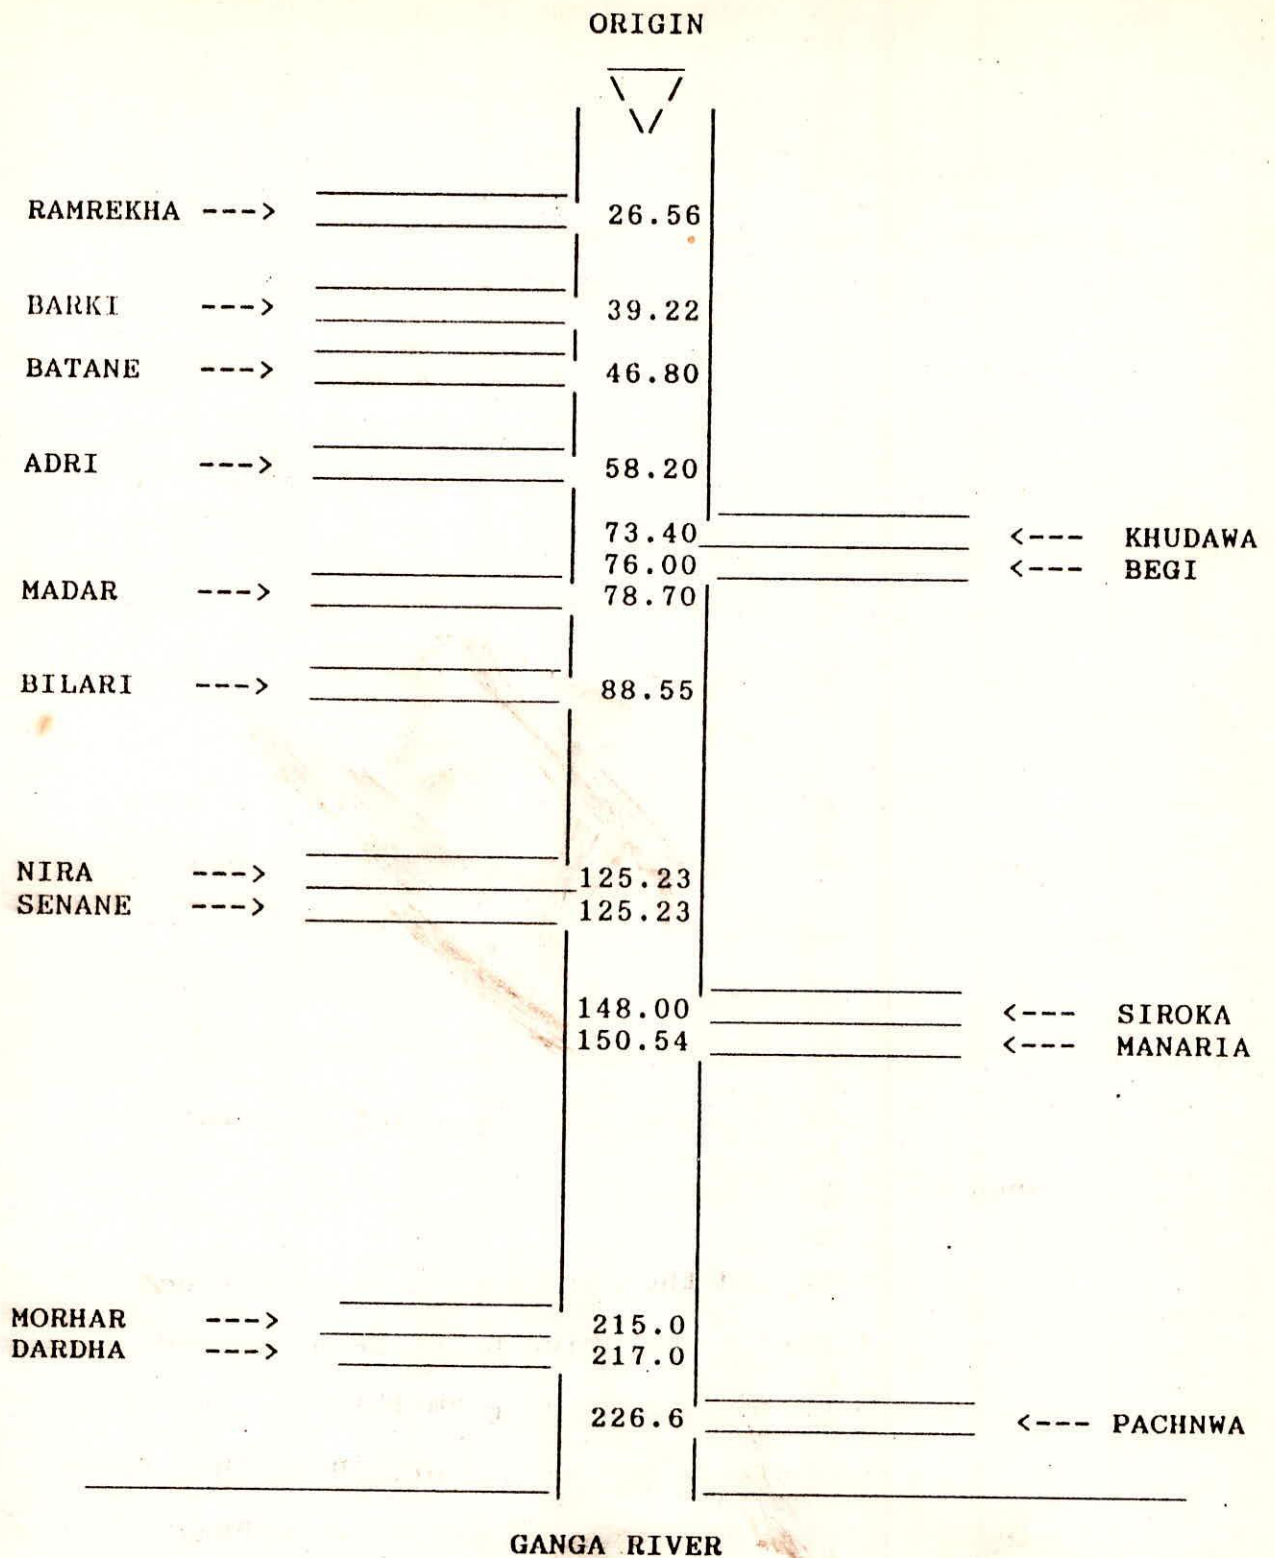 ORIGIN
RAMREKHA ---> 26.56
BARKI ---> 39.22
BATANE ---> 46.80
ADRI ---> 58.20
73.40 <--- KHUDAWA
76.00 <--- BEGI
MADAR ---> 78.70
BILARI ---> 88.55
NIRA ---> 125.23
SENANE ---> 125.23
148.00 <--- SIROKA
150.54 <--- MANARIA
MORHAR ---> 215.0
DARDHA ---> 217.0
226.6 <--- PACHNWA
GANGA RIVER